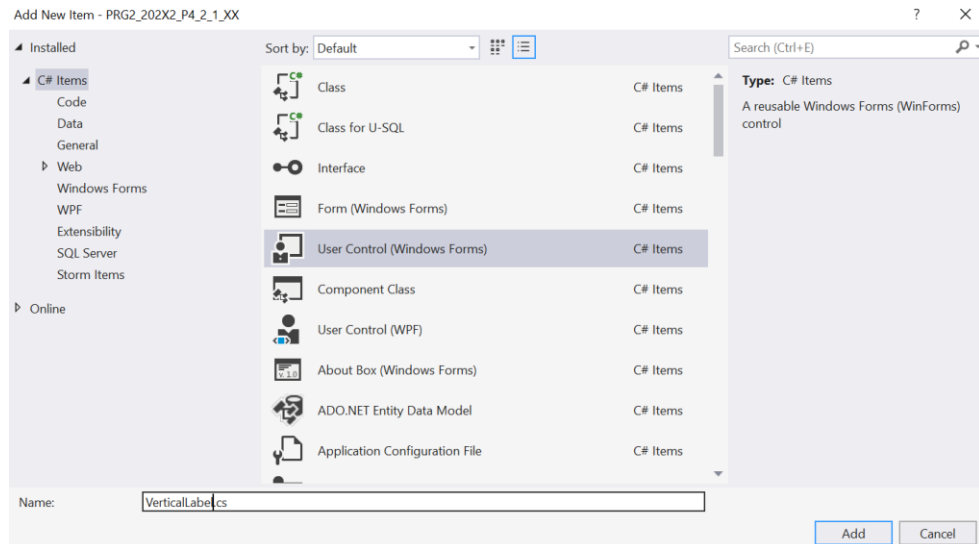 Add New Item - PRG2_202X2_P4_2_1_XX
?
Installed
Sort by: Default
Search (Ctrl+E)
C# Items
Code
Data
General
Web
Windows Forms
WPF
Extensibility
SQL Server
Storm Items
Online
Class C# Items
Class for U-SQL C# Items
Interface C# Items
Form (Windows Forms) C# Items
User Control (Windows Forms) C# Items
Component Class C# Items
User Control (WPF) C# Items
About Box (Windows Forms) C# Items
ADO.NET Entity Data Model C# Items
Application Configuration File C# Items
Type: C# Items
A reusable Windows Forms (WinForms)
control
Name: VerticalLabel.cs
Add Cancel